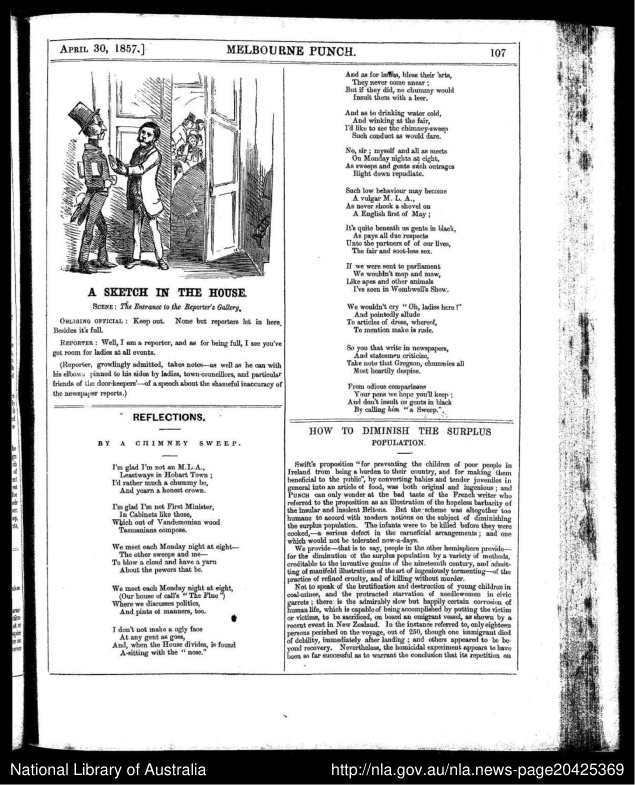 APRIL 30, 1857.]
MELBOURNE PUNCH.
107
A SKETCH IN THE HOUSE.
SCENE: The Entrance to the Reporter's Gallery.
OBLIGING OFFICIAL: Keep out. None but reporters let in here.
Besides it's full.
REPORTER: Well, I am a reporter, and as for being full, I see you've
got room for ladies at all events.
(Reporter, growlingly admitted, takes notes—as well as he can with
his elbows pinned to his sides by ladies, town-councillors, and particular
friends of the door-keepers'—of a speech about the shameful inaccuracy of
the newspaper reports.)
REFLECTIONS,
BY A CHIMNEY SWEEP.
I'm glad I'm not an M.L.A.,
Leastways in Hobart Town;
I'd rather much a chummy be,
And yearn a honest crown.
I'm glad I'm not First Minister,
In Cabinets like those,
Which out of Vandemonian wood
Tasmanians compose.
We meet each Monday night at eight—
The other sweeps and me—
To blow a cloud and have a yarn
About the powers that be.
We meet each Monday night at eight,
(Our house of call's "The Flue")
Where we discusses politics,
And pints of manners, too.
I don't not make a ugly face
At any gent as goes,
And, when the House divides, is found
A-sitting with the "nose."
And as for ladies, bless their 'arts,
They never come anear;
But if they did, no chummy would
Insult them with a leer.
And as to drinking water cold,
And winking at the fair,
I'd like to see the chimney-sweep
Such conduct as would dare.
No, sir; myself and all as meets
On Monday nights at eight,
As sweeps and gents such outrages
Right down repudiate.
Such low behaviour may become
A vulgar M. L. A.,
As never shook a shovel on
A English first of May;
It's quite beneath us gents in black,
As pays all due respects
Unto the partners of of our lives,
The fair and soot-less sex.
If we were sent to parliament
We wouldn't mop and mow,
Like apes and other animals
I've seen in Wombwell's Show.
We wouldn't cry "Oh, ladies here!"
And pointedly allude
To articles of dress, whereof,
To mention make is rude.
So you that write in newspapers,
And statesmen criticise,
Take note that Gregson, chummies all
Most heartily despise.
From odious comparisons
Your pens we hope you'll keep;
And don't insult us gents in black
By calling him "a Sweep."
HOW TO DIMINISH THE SURPLUS
POPULATION.
Swift's proposition "for preventing the children of poor people in
Ireland from being a burden to their country, and for making them
beneficial to the public", by converting babies and tender juveniles in
general into an article of food, was both original and ingenious; and
PUNCH can only wonder at the bad taste of the French writer who
referred to the proposition as an illustration of the hopeless barbarity of
the insular and insolent Britons. But the scheme was altogether too
humane to accord with modern notions on the subject of diminishing
the surplus population. The infants were to be killed before they were
cooked,—a serious defect in the carneficial arrangements; and one
which would not be tolerated now-a-days.
We provide—that is to say, people in the other hemisphere provide—
for the diminution of the surplus population by a variety of methods,
creditable to the inventive genius of the nineteenth century, and admit-
ting of manifold illustrations of the art of ingeniously tormenting—of the
practice of refined cruelty, and of killing without murder.
Not to speak of the brutification and destruction of young children in
coal-mines, and the protracted starvation of needlewomen in civic
garrets; there is the admirably slow but happily certain corrosion of
human life, which is capable of being accomplished by putting the victim
or victims, to be sacrificed, on board an emigrant vessel, as shown by a
recent event in New Zealand. In the instance referred to, only eighteen
persons perished on the voyage, out of 250, though one immigrant died
of debility, immediately after landing; and others appeared to be be-
yond recovery. Nevertheless, the homicidal experiment appears to have
been so far successful as to warrant the conclusion that its repetition on
National Library of Australia
http://nla.gov.au/nla.news-page20425369